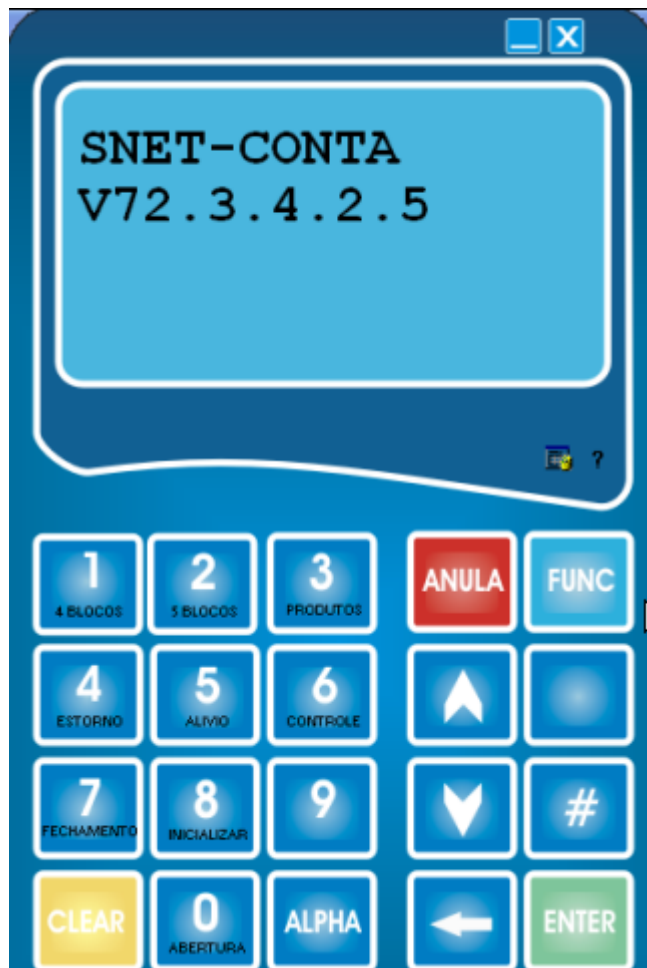 SNET-CONTA
V72.3.4.2.5
?
1 2 3 ANULA FUNC
4 BLOCOS 5 BLOCOS PRODUTOS
4 5 6
ESTORNO ALIVIO CONTROLE
7 8 9 #
FECHAMENTO INICIALIZAR
CLEAR 0 ALPHA ENTER
ABERTURA